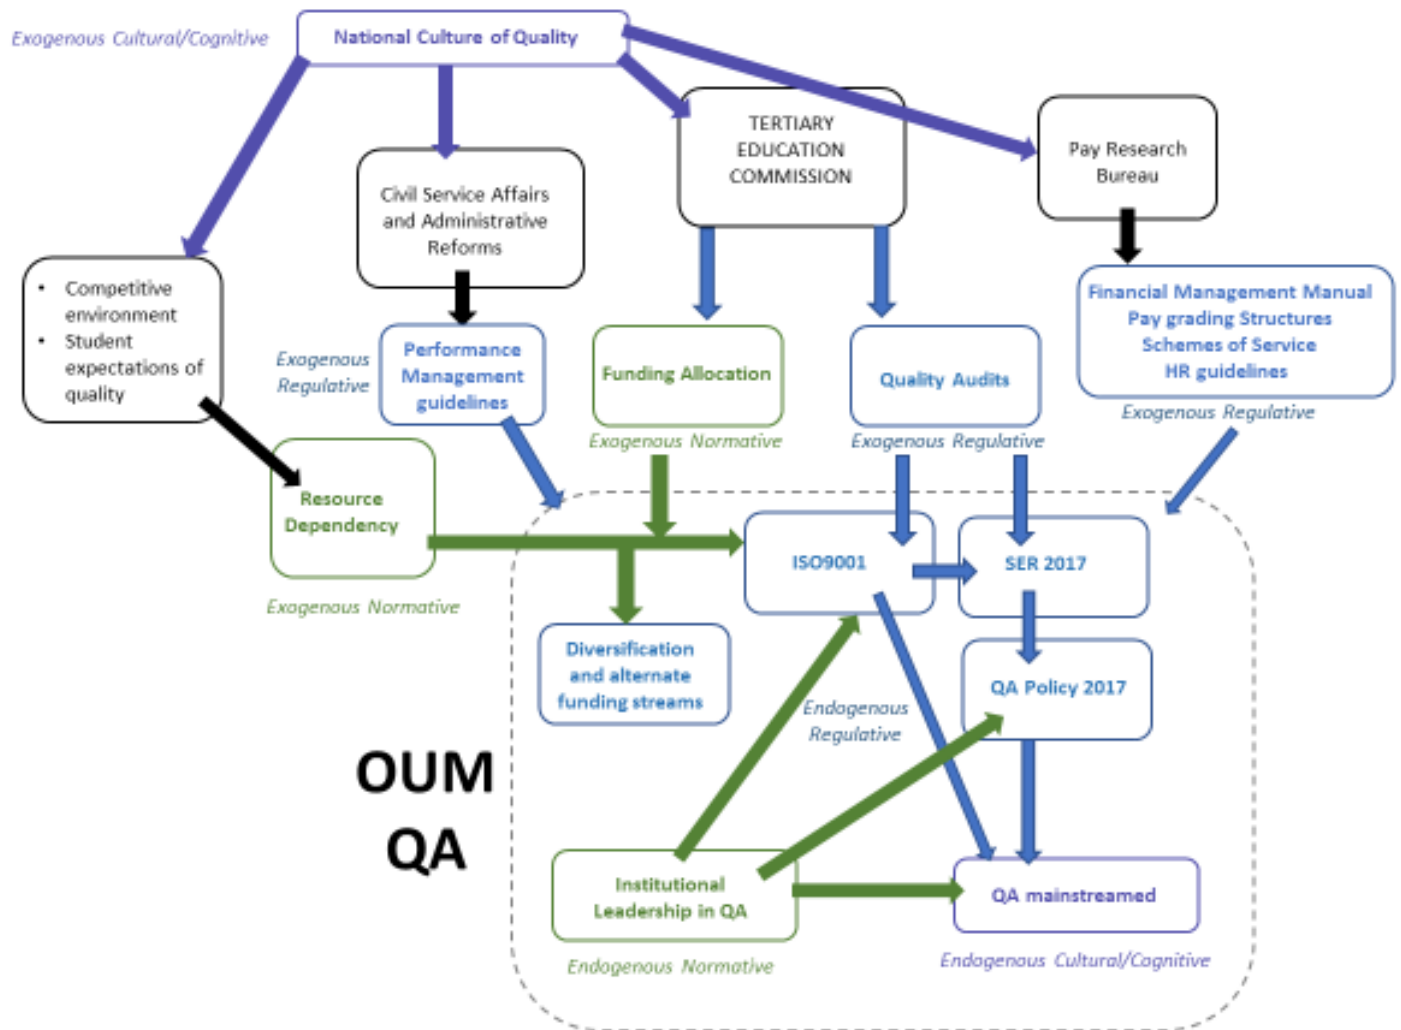 Exogenous Cultural/Cognitive
National Culture of Quality
TERTIARY
EDUCATION
COMMISSION
Pay Research
Bureau
Civil Service Affairs
and Administrative
Reforms
• Competitive
environment
• Student
expectations of
quality
Exogenous
Regulative
Performance
Management
guidelines
Funding Allocation
Exogenous Normative
Quality Audits
Exogenous Regulative
Financial Management Manual
Pay grading Structures
Schemes of Service
HR guidelines
Exogenous Regulative
Resource
Dependency
Exogenous Normative
ISO9001
SER 2017
Diversification
and alternate
funding streams
QA Policy 2017
Endogenous
Regulative
OUM
QA
Institutional
Leadership in QA
Endogenous Normative
QA mainstreamed
Endogenous Cultural/Cognitive